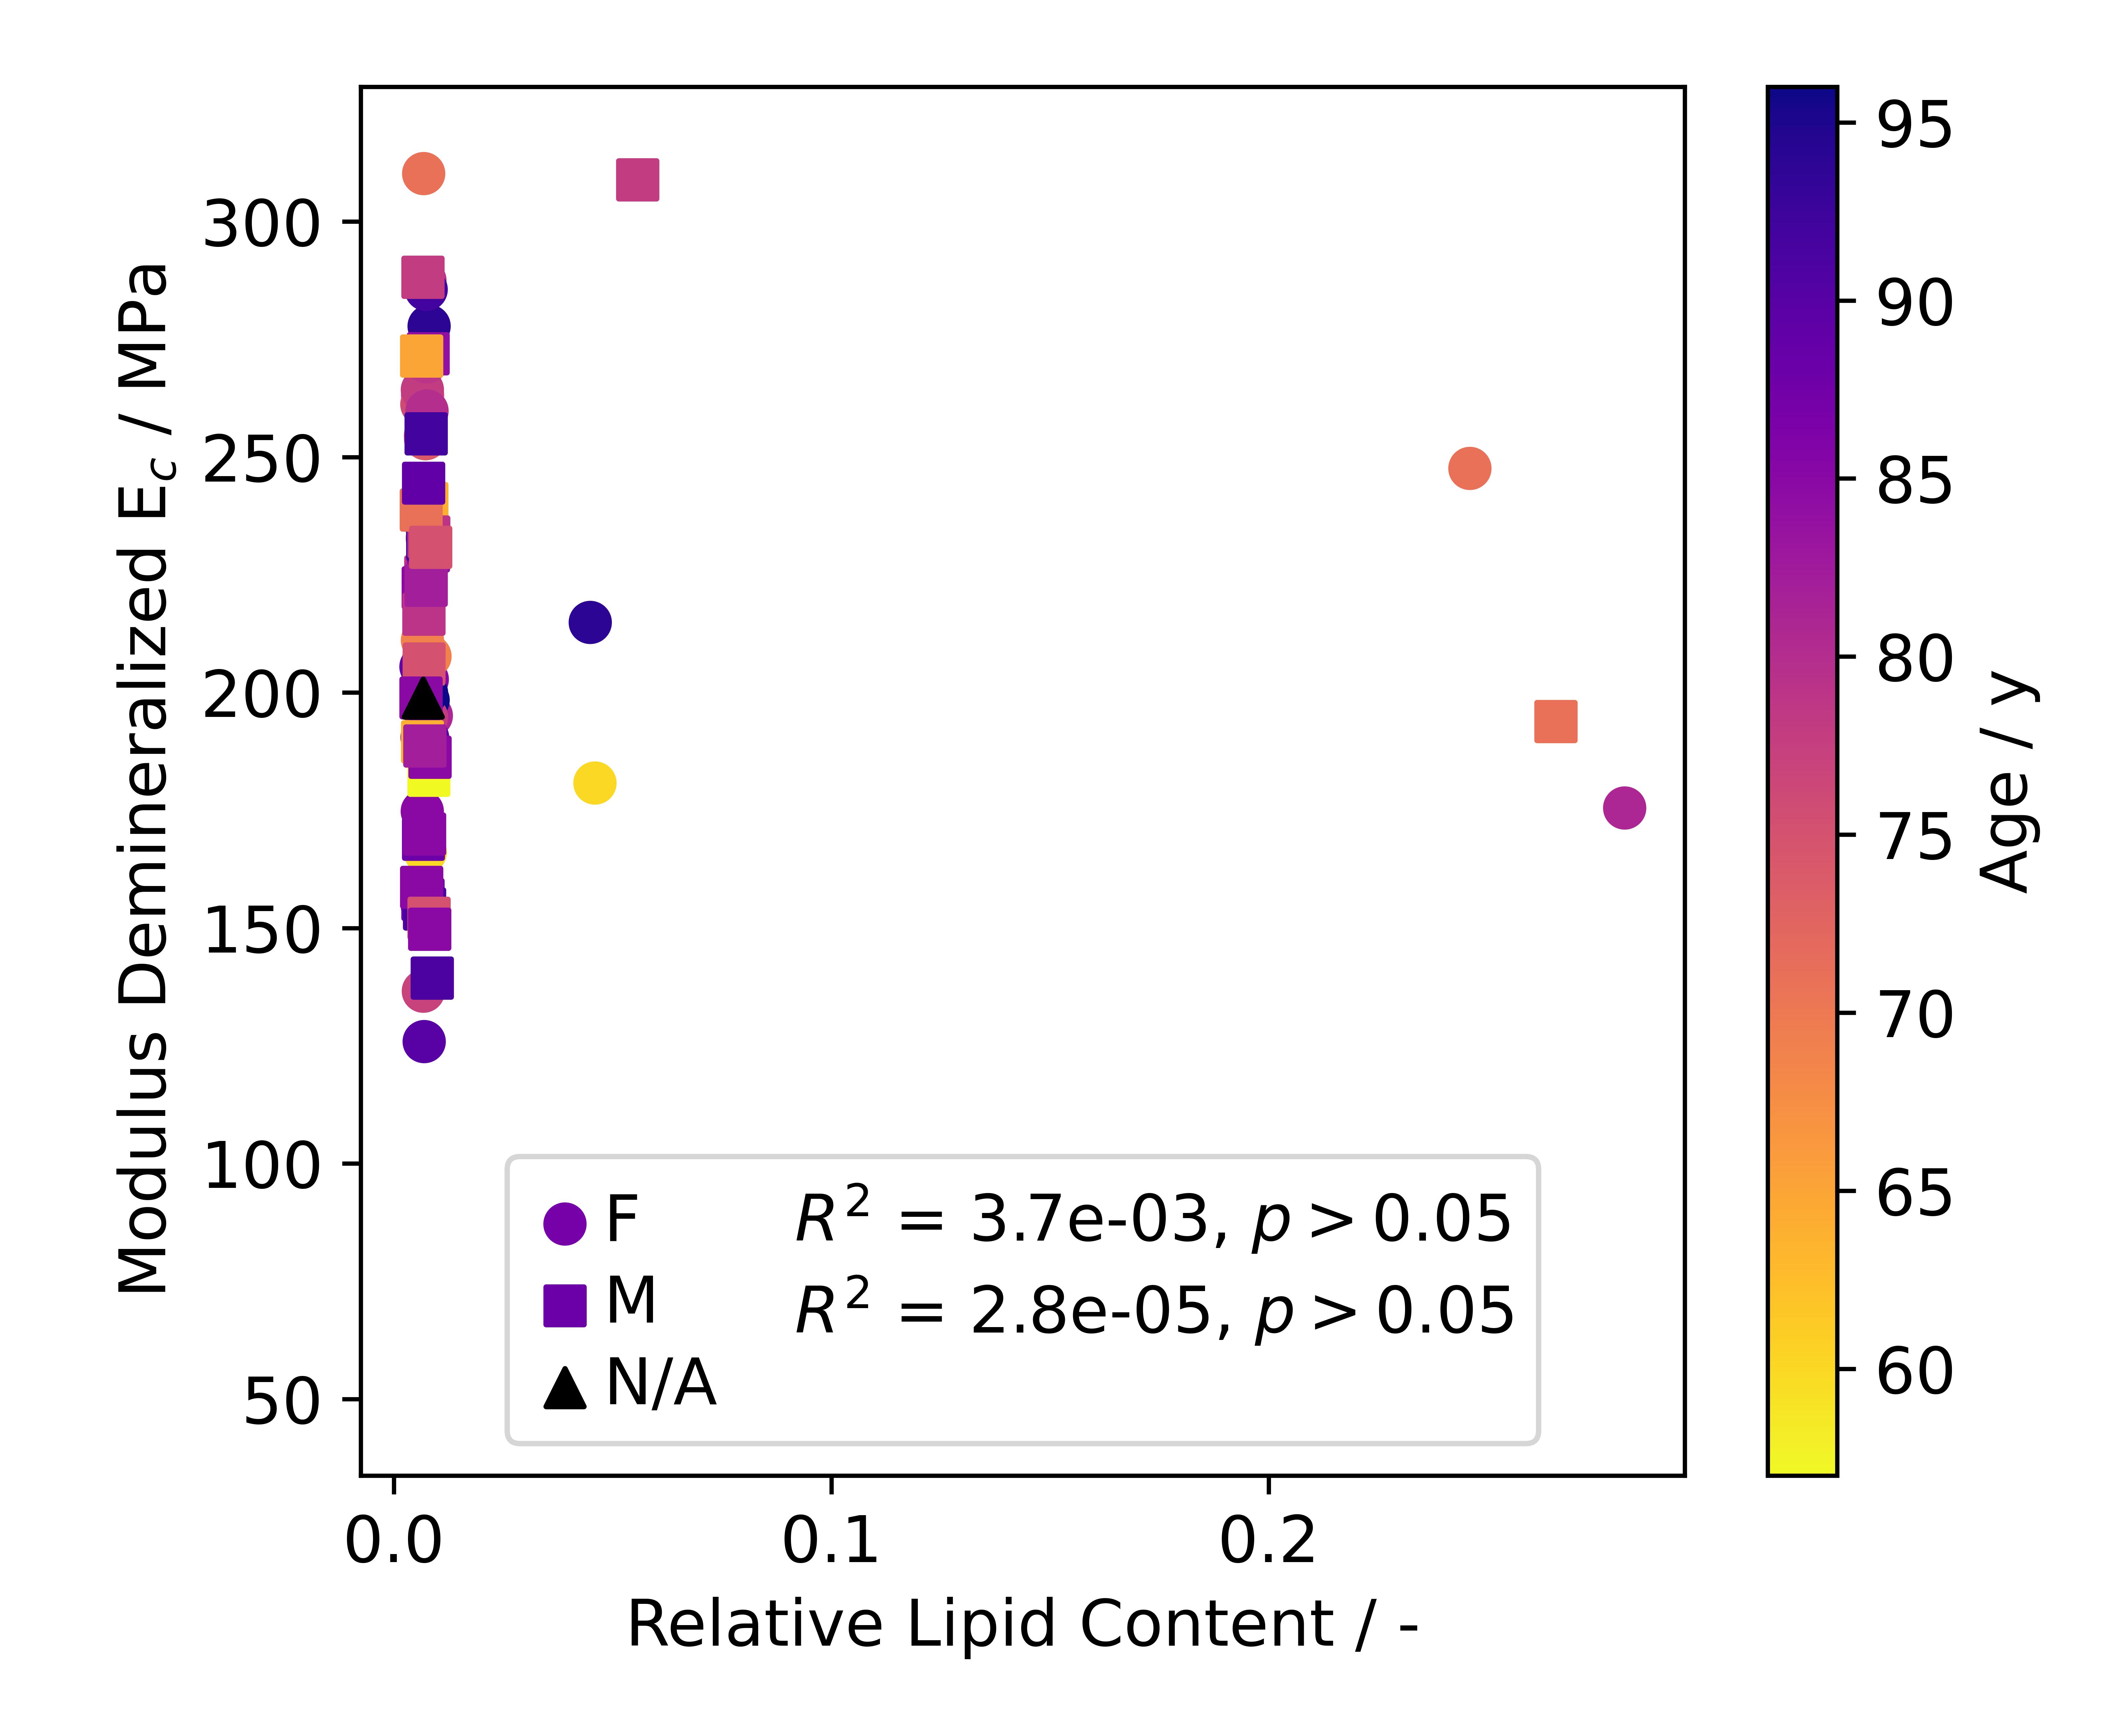 Modulus Demineralized E_c / MPa
300
250
200
150
100
50
0.0 0.1 0.2
Relative Lipid Content / -
F R² = 3.7e-03, p > 0.05
M R² = 2.8e-05, p > 0.05
N/A
95
90
85
80
75
70
65
60
Age / y